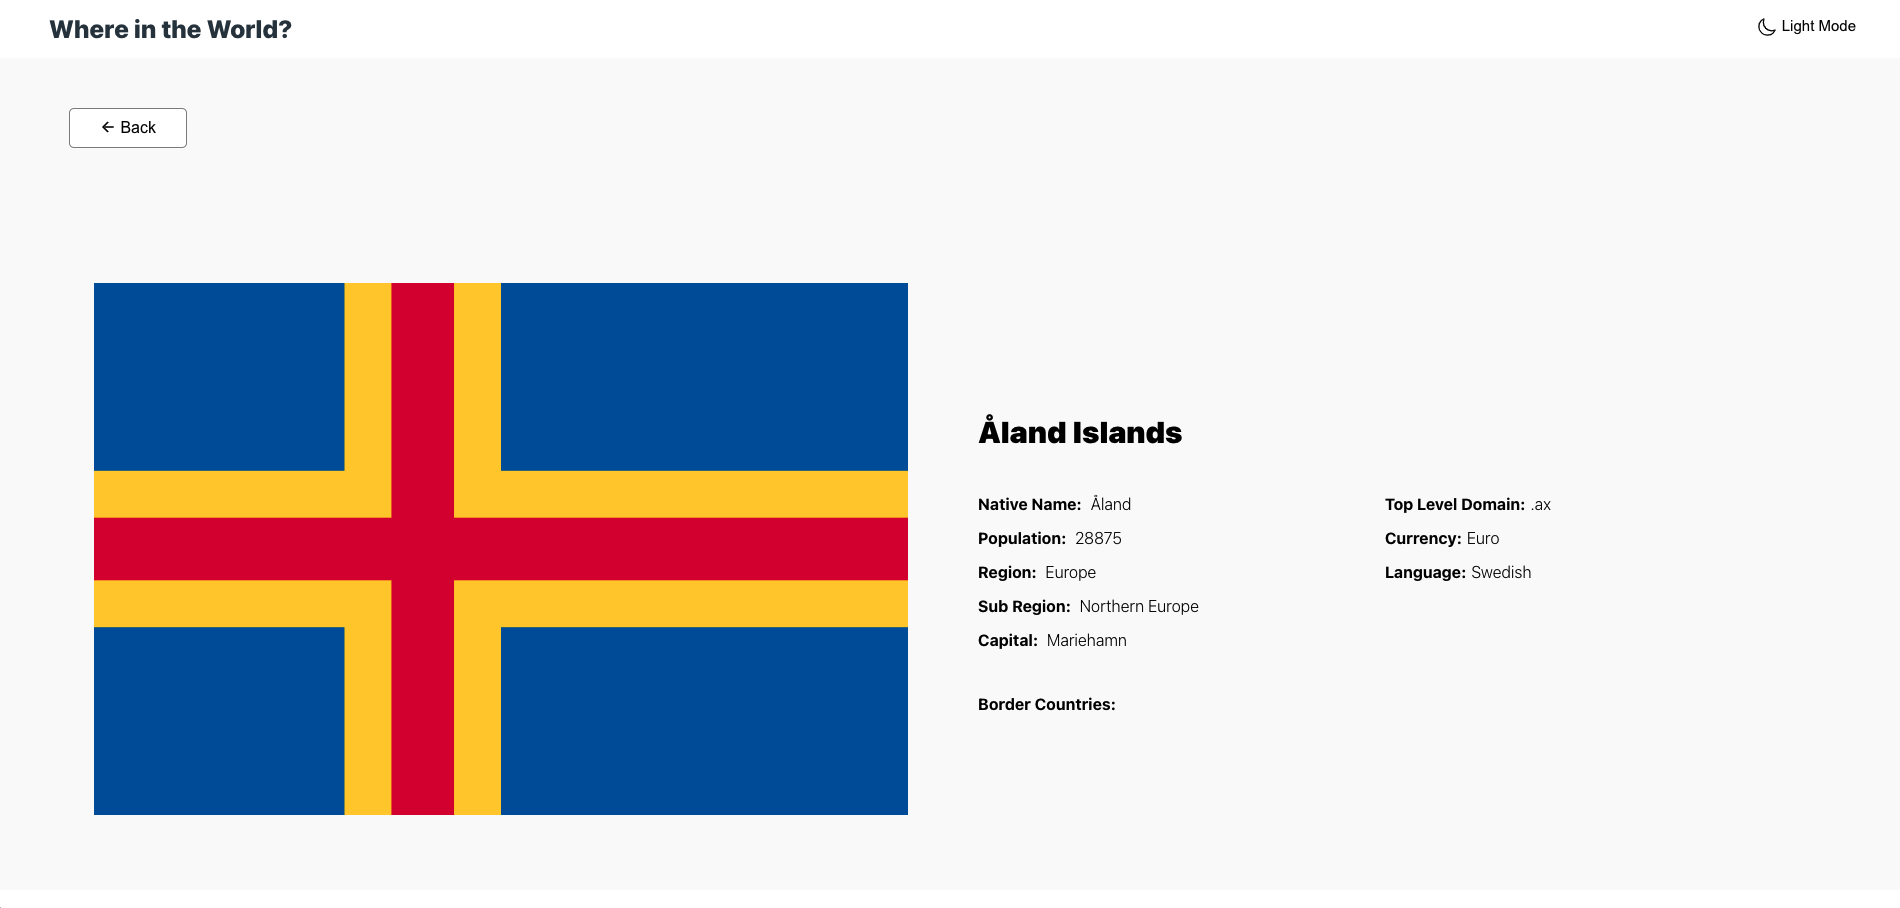 Where in the World?
Light Mode
← Back
Åland Islands
Native Name: Åland
Population: 28875
Region: Europe
Sub Region: Northern Europe
Capital: Mariehamn
Top Level Domain: .ax
Currency: Euro
Language: Swedish
Border Countries: